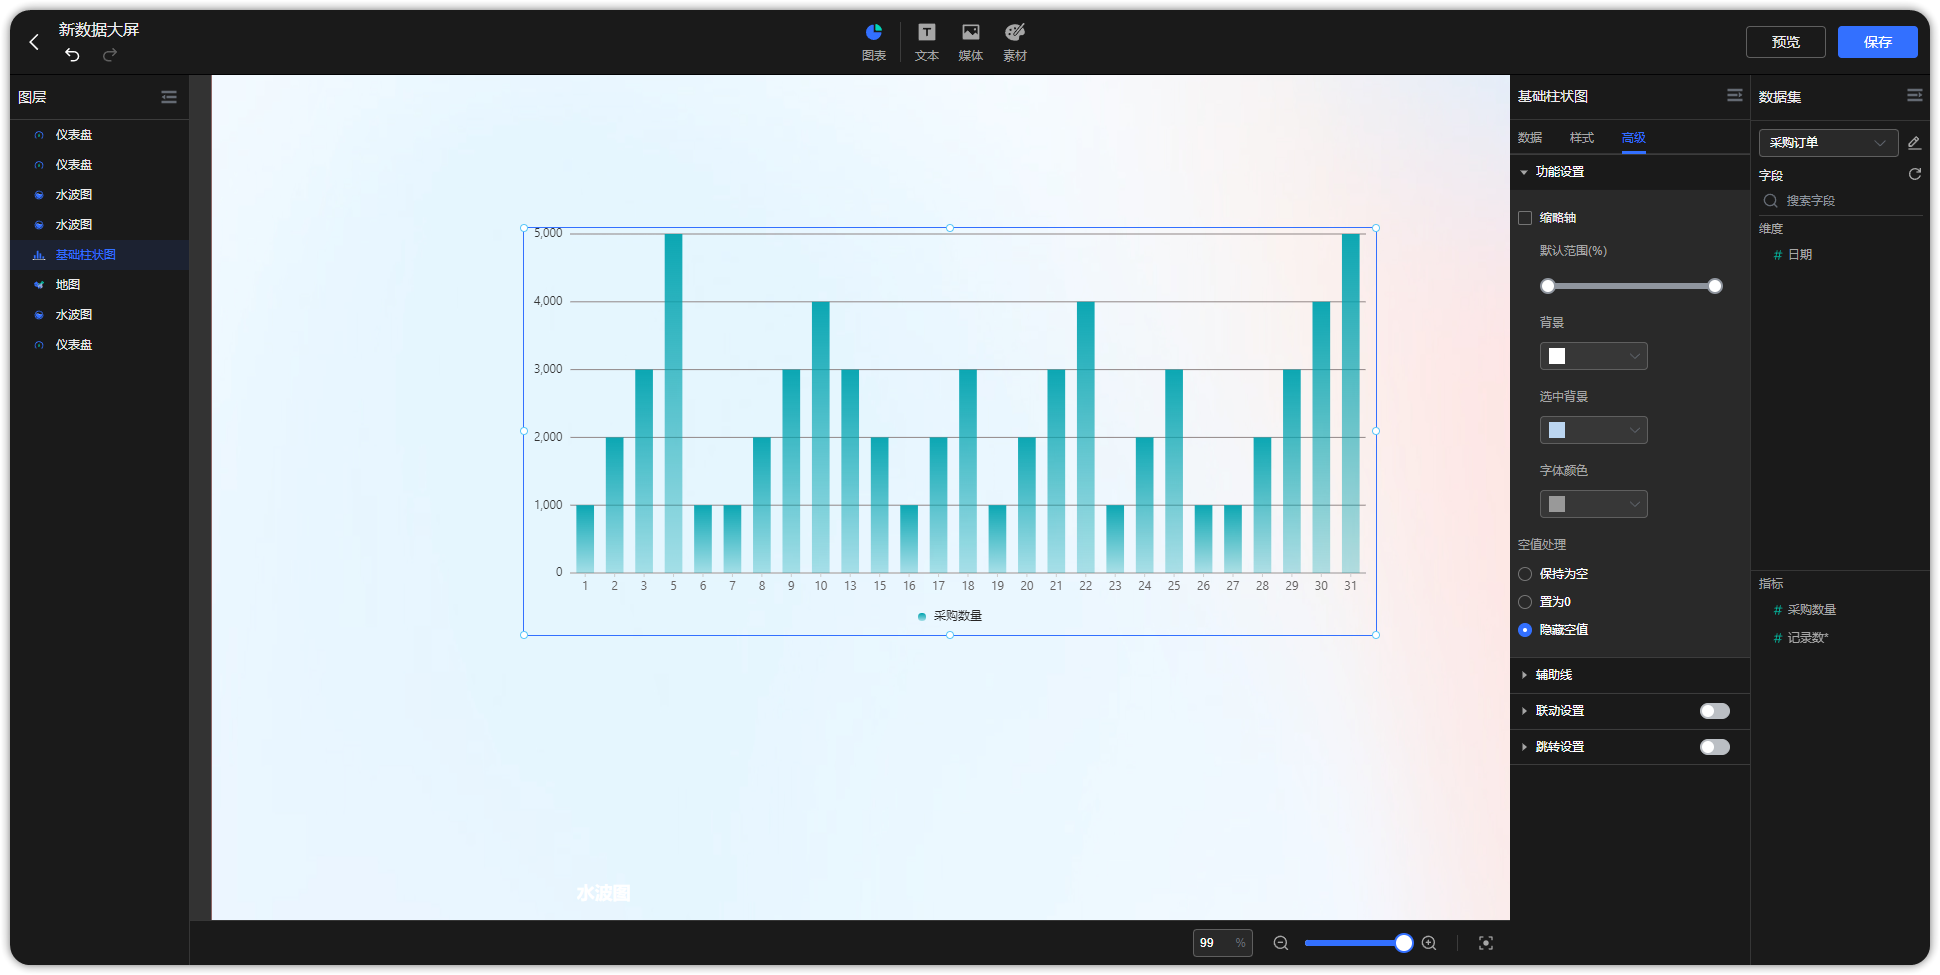 新数据大屏
图表
文本
媒体
素材
预览
保存
图层
仪表盘
仪表盘
水波图
水波图
基础柱状图
地图
水波图
仪表盘
5,000
4,000
3,000
2,000
1,000
0
1 2 3 5 6 7 8 9 10 13 15 16 17 18 19 20 21 22 23 24 25 26 27 28 29 30 31
采购数量
水波图
99 %
基础柱状图
数据 样式 高级
功能设置
缩略轴
默认范围(%)
背景
选中背景
字体颜色
空值处理
保持为空
置为0
隐藏空值
辅助线
联动设置
跳转设置
数据集
采购订单
字段
搜索字段
维度
# 日期
指标
# 采购数量
# 记录数*